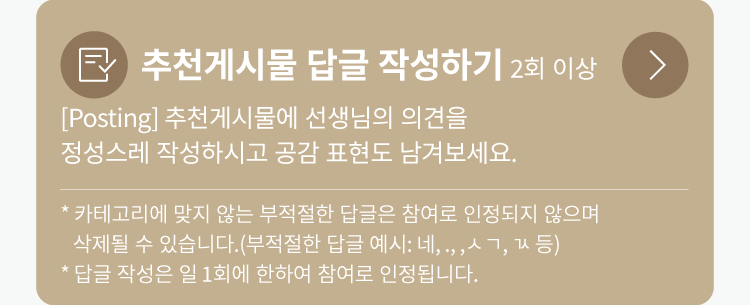 추천게시물 답글 작성하기 2회 이상
[Posting] 추천게시물에 선생님의 의견을
정성스레 작성하시고 공감 표현도 남겨보세요.
* 카테고리에 맞지 않는 부적절한 답글은 참여로 인정되지 않으며
삭제될 수 있습니다.(부적절한 답글 예시: 네, ., ,ㅅㄱ, ㄳ 등)
* 답글 작성은 일 1회에 한하여 참여로 인정됩니다.